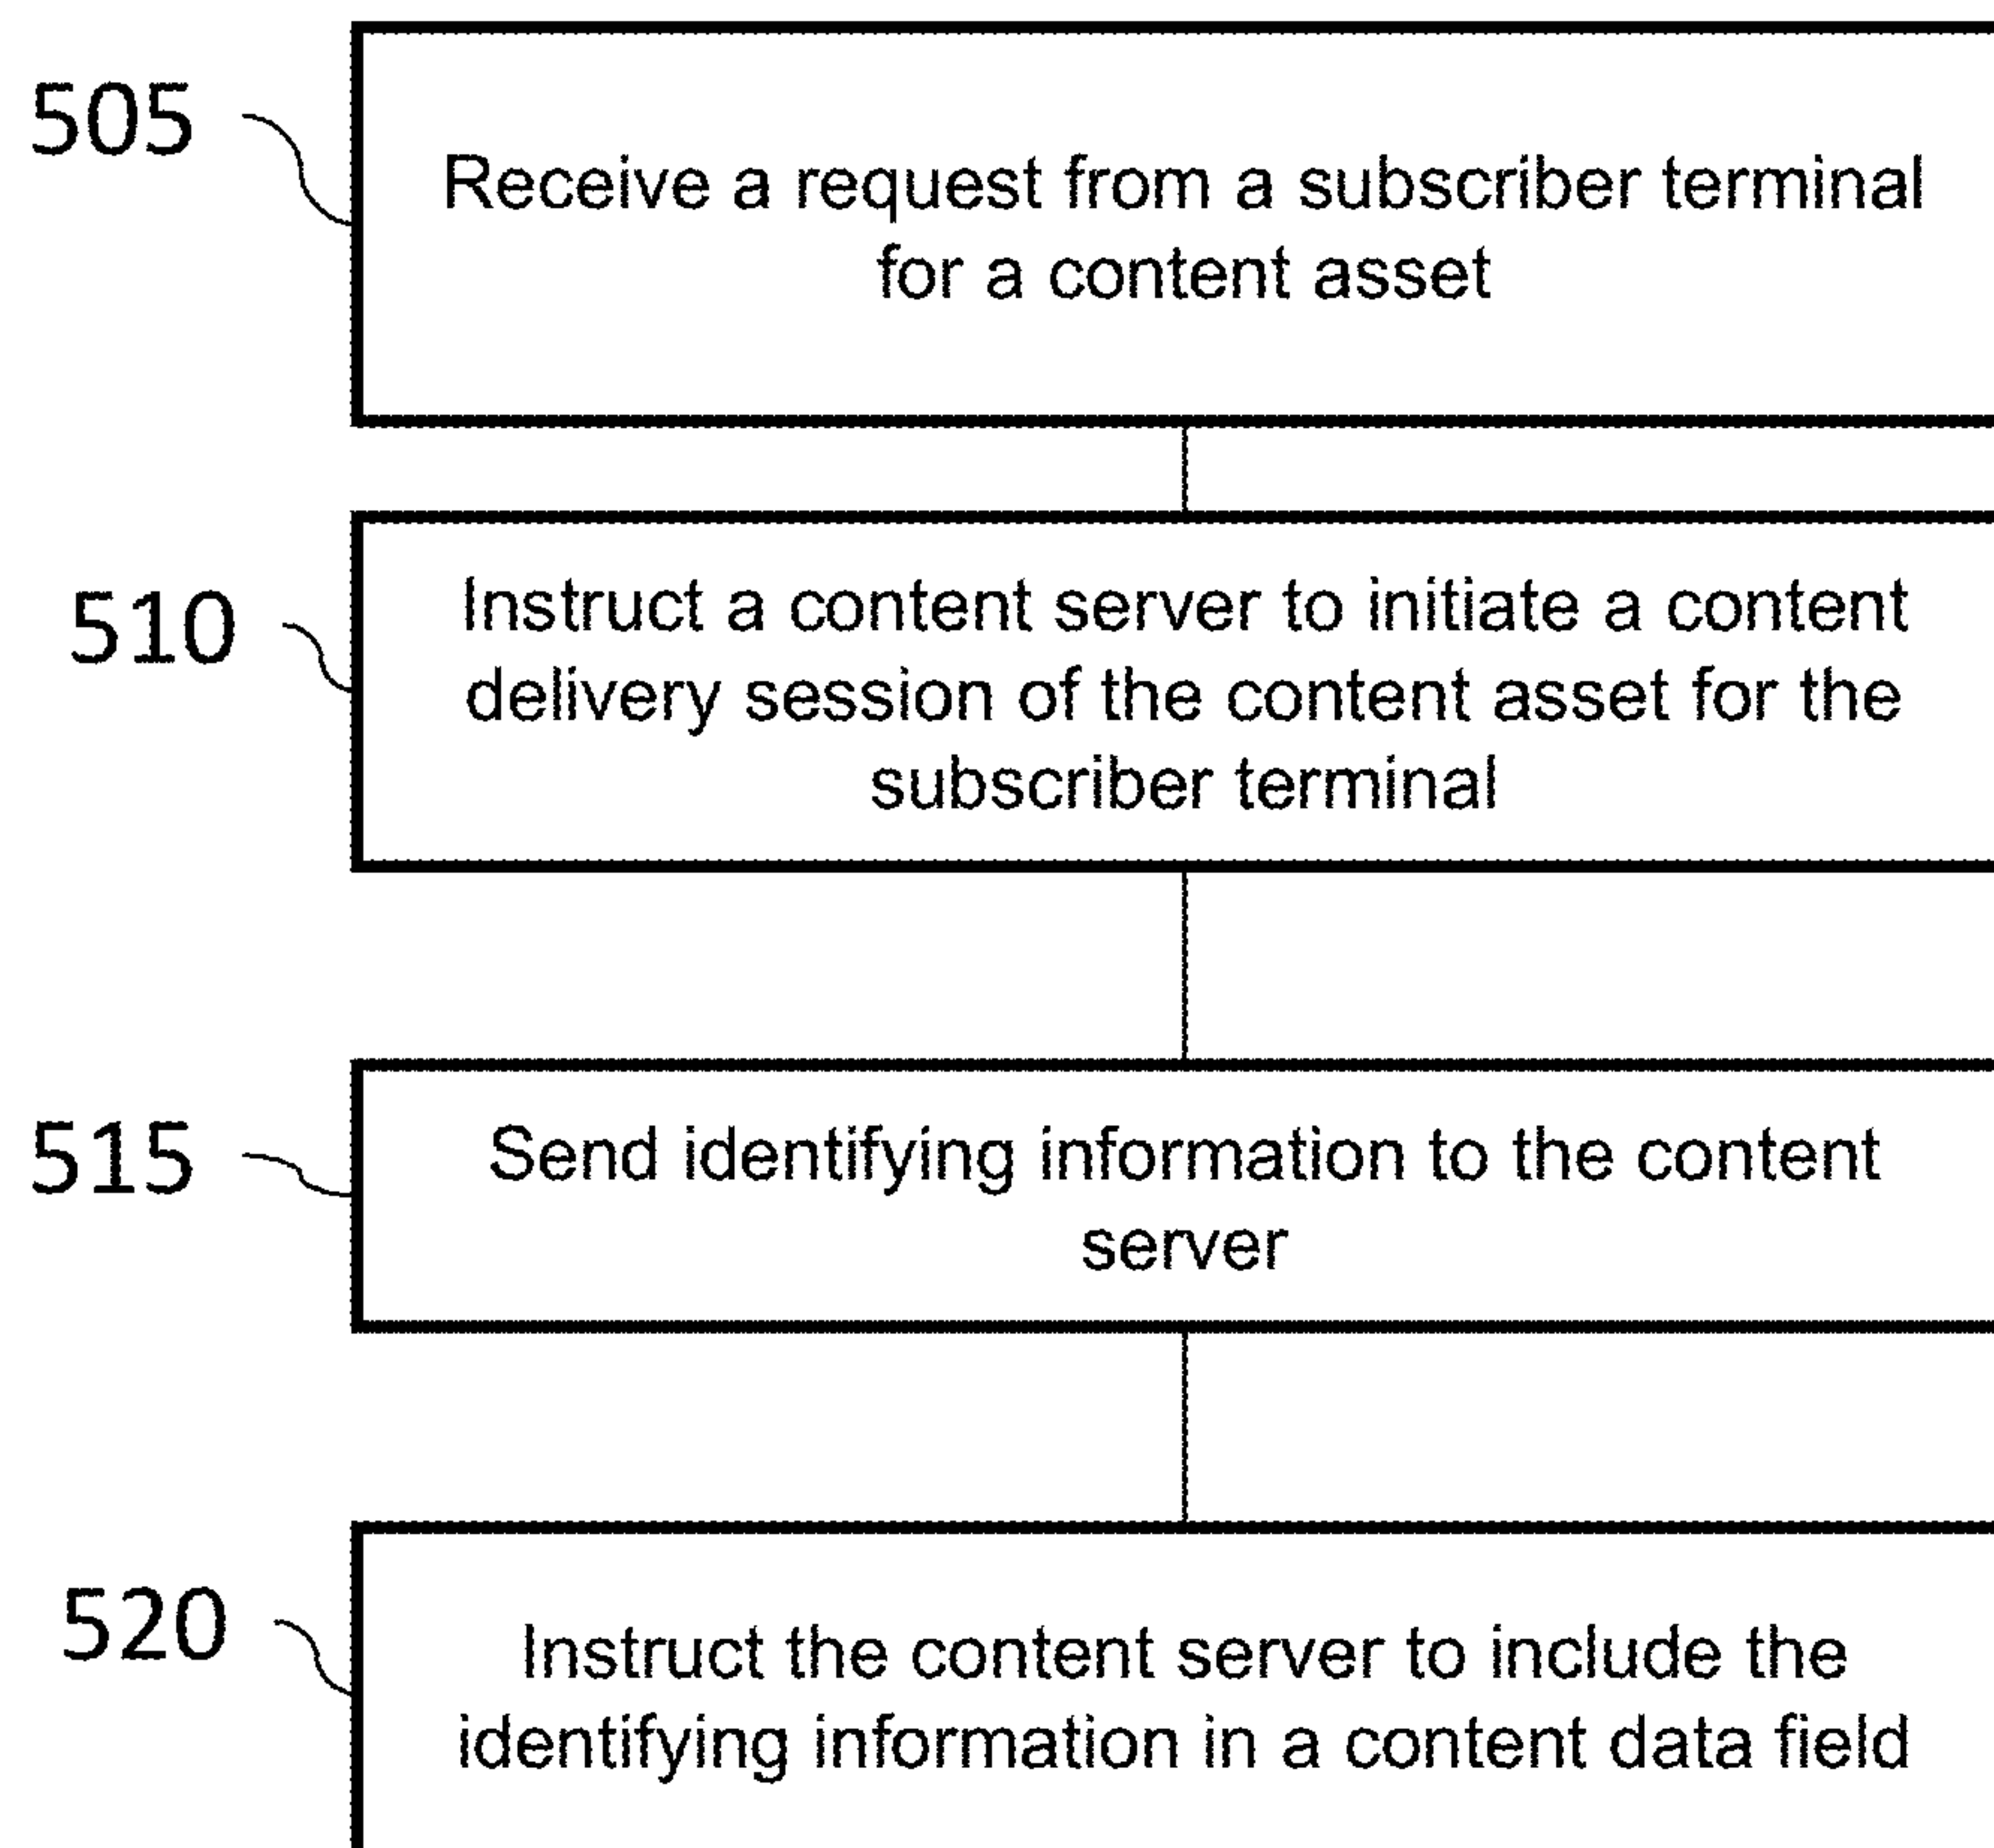 505
Receive a request from a subscriber terminal
for a content asset
510
Instruct a content server to initiate a content
delivery session of the content asset for the
subscriber terminal
515
Send identifying information to the content
server
520
Instruct the content server to include the
identifying information in a content data field